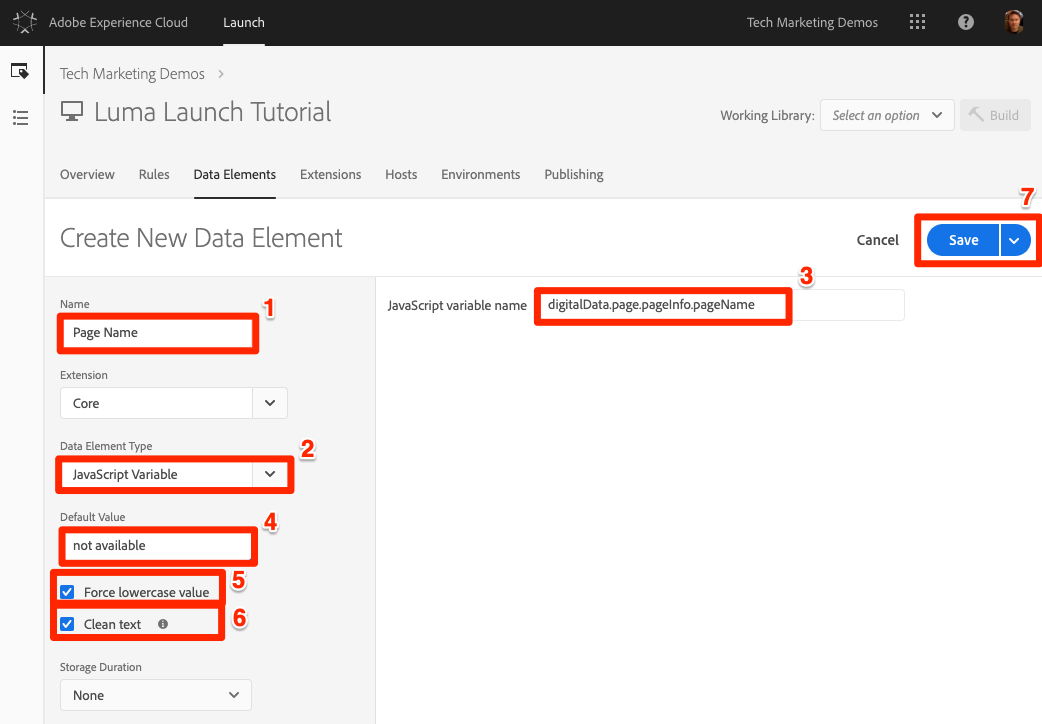 Adobe Experience Cloud Launch Tech Marketing Demos
Tech Marketing Demos
Luma Launch Tutorial
Working Library: Select an option Build
Overview Rules Data Elements Extensions Hosts Environments Publishing
7
Create New Data Element
Cancel Save
Name
1
Page Name
Extension
Core
Data Element Type
2
JavaScript Variable
Default Value
4
not available
Force lowercase value
5
Clean text
6
Storage Duration
None
3
JavaScript variable name digitalData.page.pageInfo.pageName